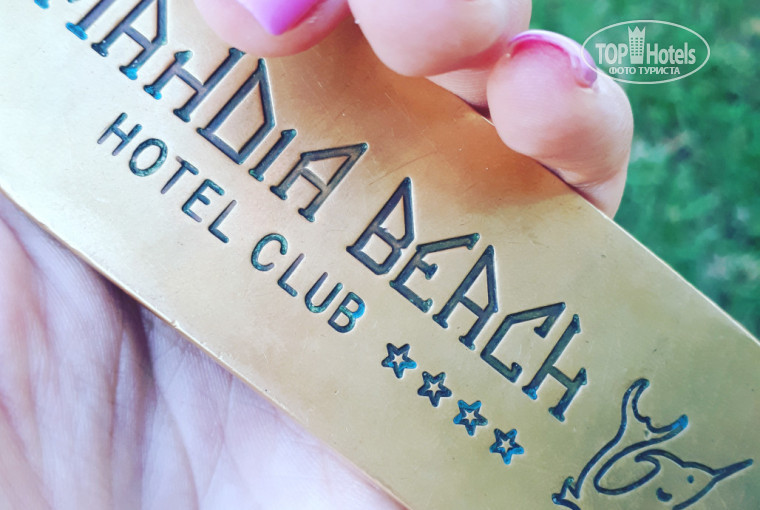 MAHDIA BEACH
HOTEL CLUB
TOP Hotels
ФОТО ТУРИСТА